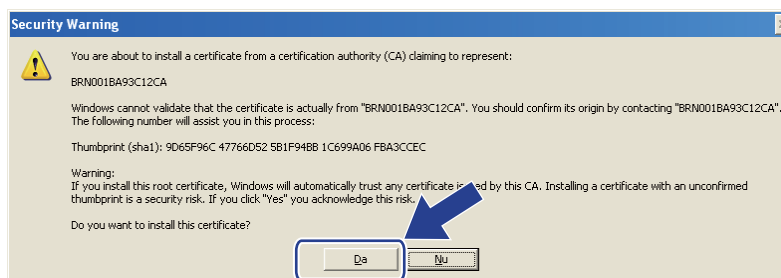 Security Warning
You are about to install a certificate from a certification authority (CA) claiming to represent:
BRN001BA93C12CA
Windows cannot validate that the certificate is actually from "BRN001BA93C12CA". You should confirm its origin by contacting "BRN001BA93C12CA".
The following number will assist you in this process:
Thumbprint (sha1): 9D65F96C 47766D52 5B1F94BB 1C699A06 FBA3CCEC
Warning:
If you install this root certificate, Windows will automatically trust any certificate by this CA. Installing a certificate with an unconfirmed
thumbprint is a security risk. If you click "Yes" you acknowledge this risk.
Do you want to install this certificate?
Da
Nu